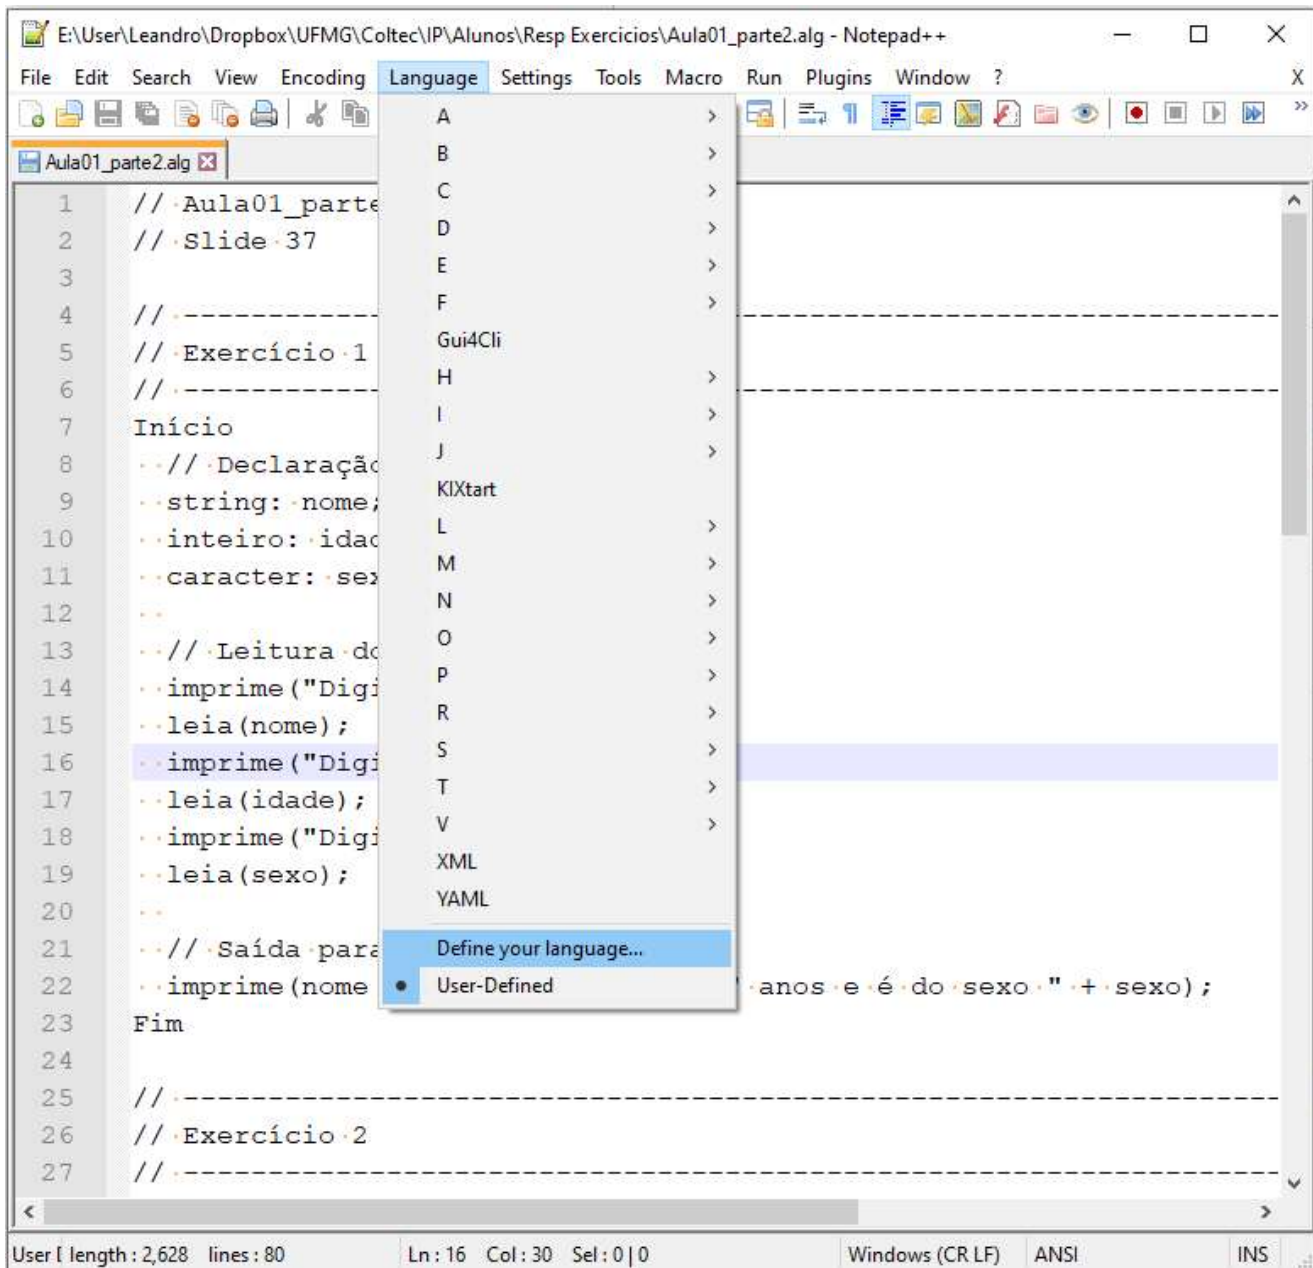 E:\User\Leandro\Dropbox\UFMG\Coltec\IP\Alunos\Resp Exercicios\Aula01_parte2.alg - Notepad++
File Edit Search View Encoding Language Settings Tools Macro Run Plugins Window ? X
Aula01_parte2.alg
A
B
C
D
E
F
Gui4Cli
H
I
J
KIXtart
L
M
N
O
P
R
S
T
V
XML
YAML
Define your language...
User-Defined
1 // Aula01_parte
2 // Slide 37
3
4 // -----------------------------------------------------------------
5 // Exercício 1
6 // -----------------------------------------------------------------
7 Início
8 // Declaração
9 string: nome;
10 inteiro: idad
11 caracter: sex
12
13 // Leitura do
14 imprime("Digi
15 leia(nome);
16 imprime("Digi
17 leia(idade);
18 imprime("Digi
19 leia(sexo);
20
21 // Saída para
22 imprime(nome " anos e é do sexo " + sexo);
23 Fim
24
25 // -----------------------------------------------------------------
26 // Exercício 2
27 // -----------------------------------------------------------------
User length : 2,628 lines : 80 Ln : 16 Col : 30 Sel : 0 | 0 Windows (CR LF) ANSI INS